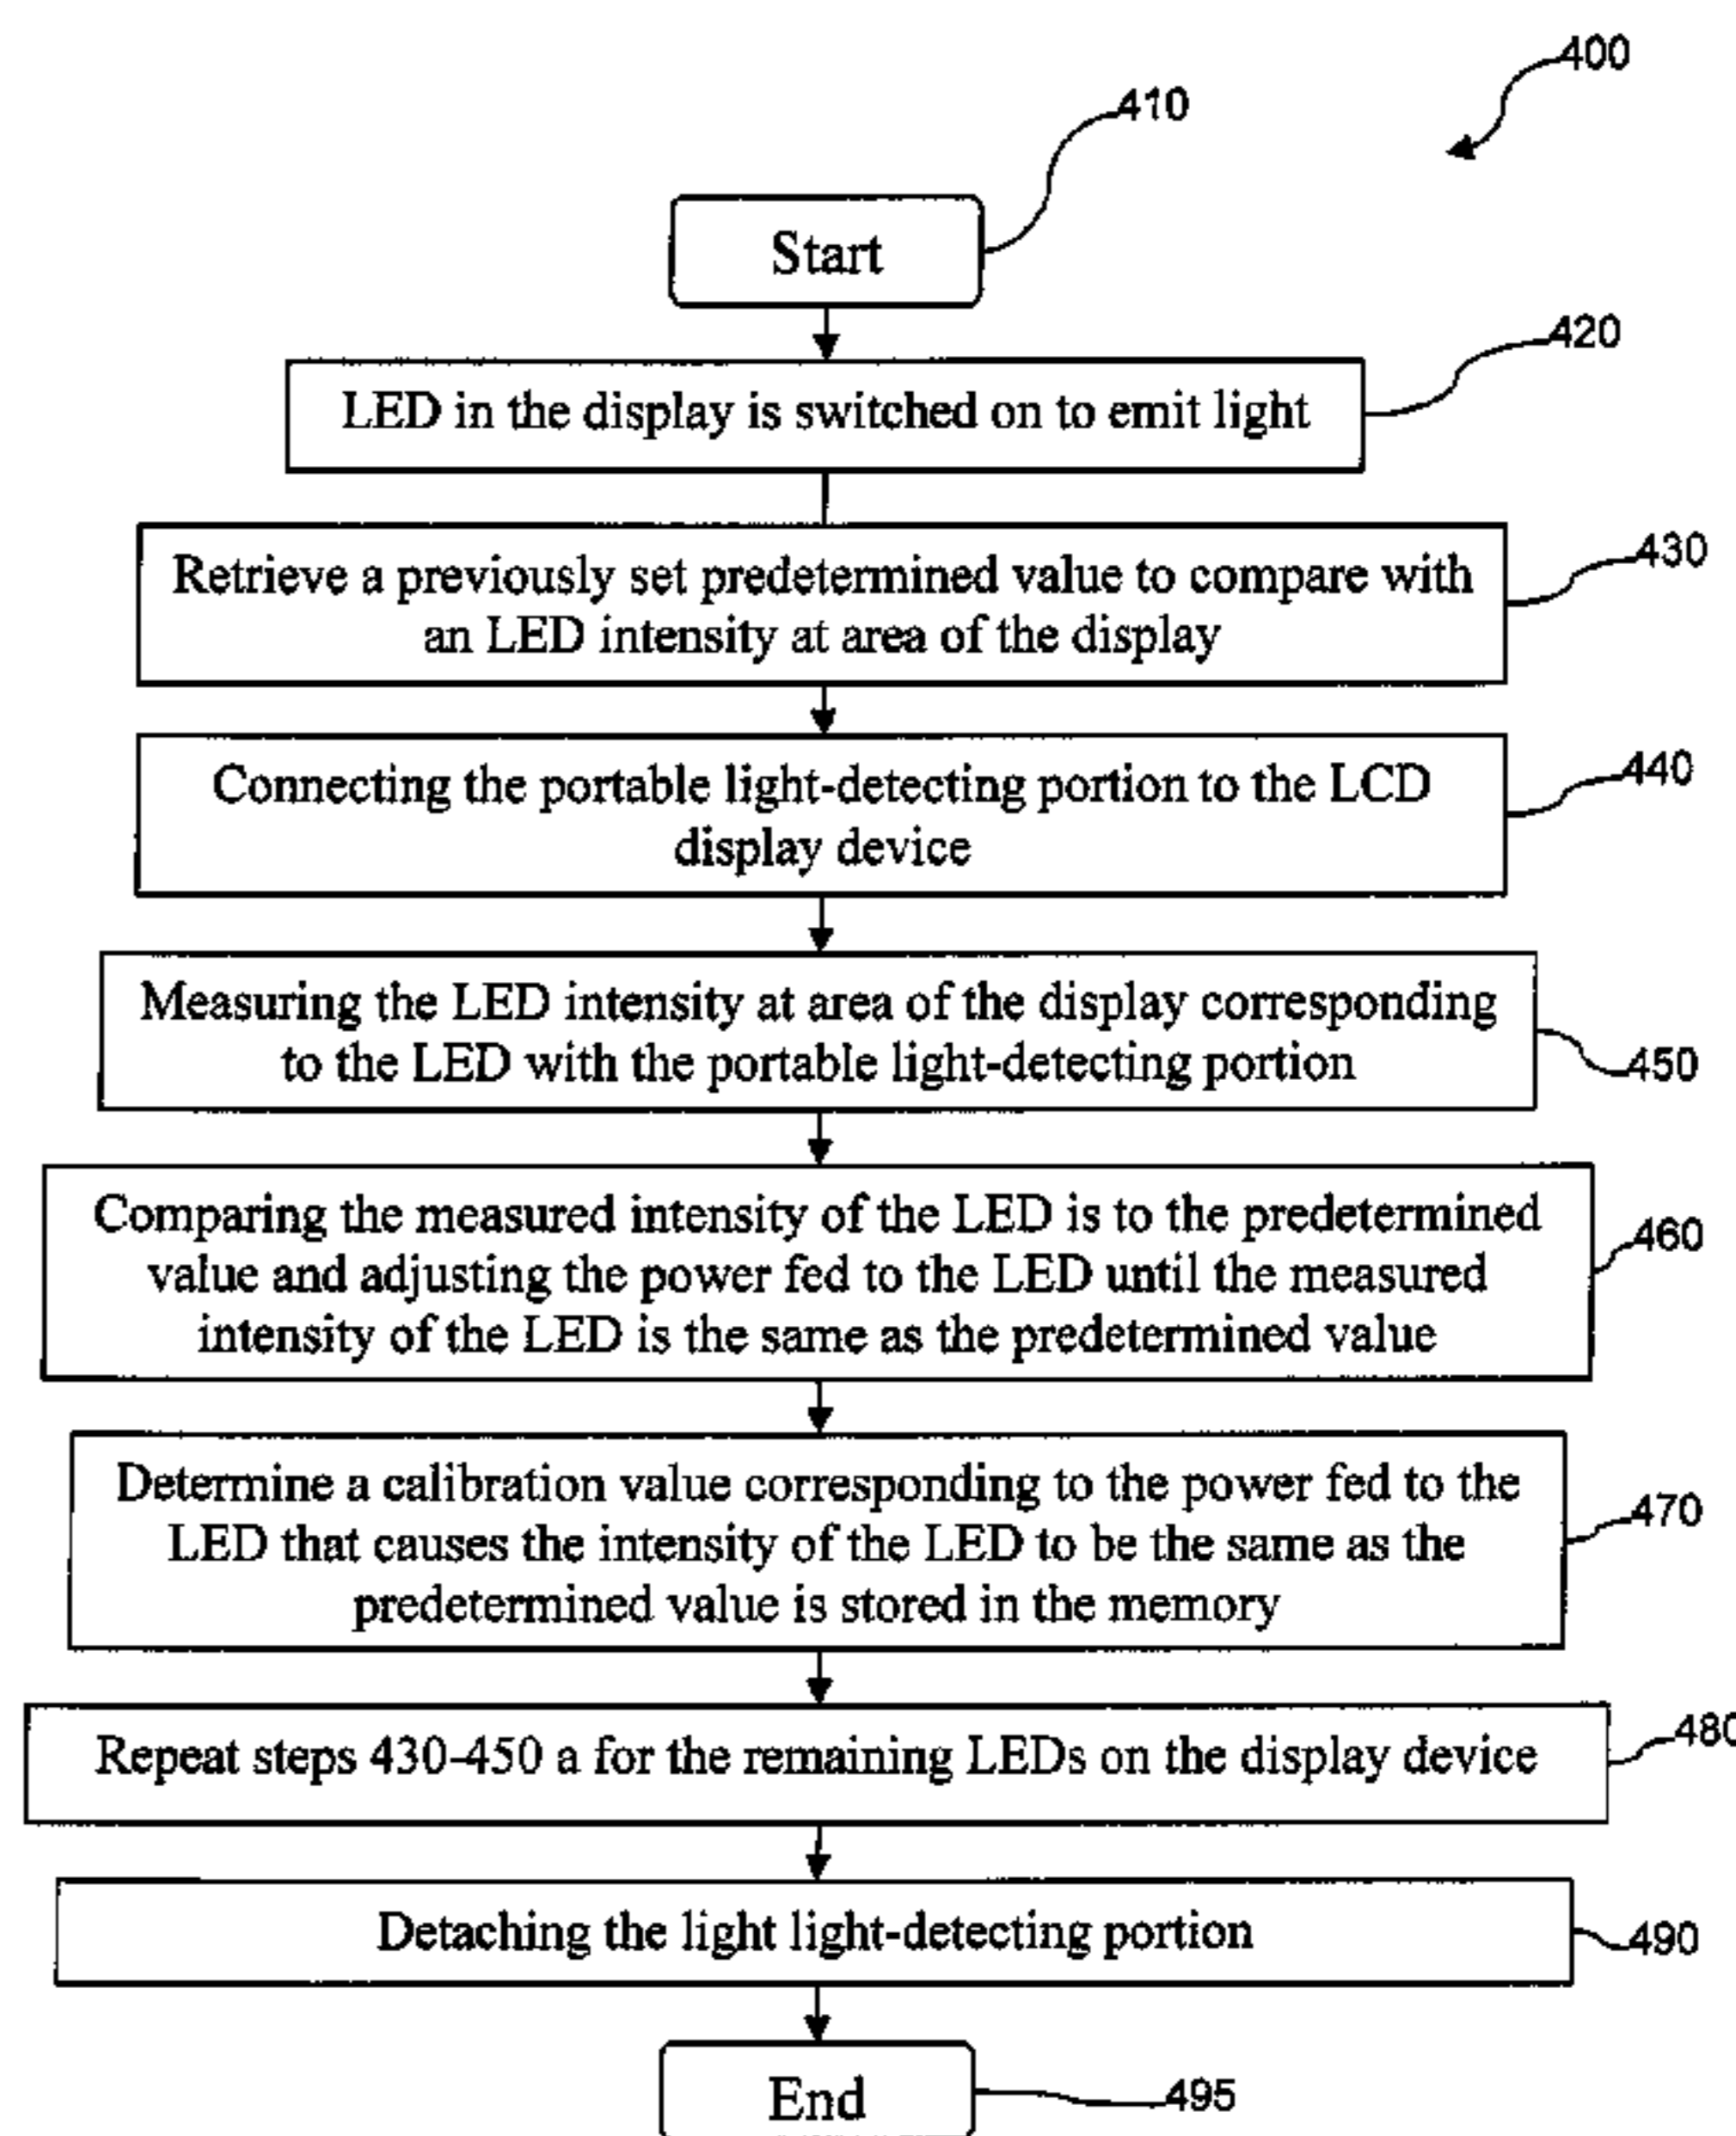 400
410
Start
420
LED in the display is switched on to emit light
430
Retrieve a previously set predetermined value to compare with
an LED intensity at area of the display
440
Connecting the portable light-detecting portion to the LCD
display device
Measuring the LED intensity at area of the display corresponding
to the LED with the portable light-detecting portion
450
Comparing the measured intensity of the LED is to the predetermined
value and adjusting the power fed to the LED until the measured
intensity of the LED is the same as the predetermined value
460
Determine a calibration value corresponding to the power fed to the
LED that causes the intensity of the LED to be the same as the
predetermined value is stored in the memory
470
Repeat steps 430-450 a for the remaining LEDs on the display device
480
Detaching the light light-detecting portion
490
End
495